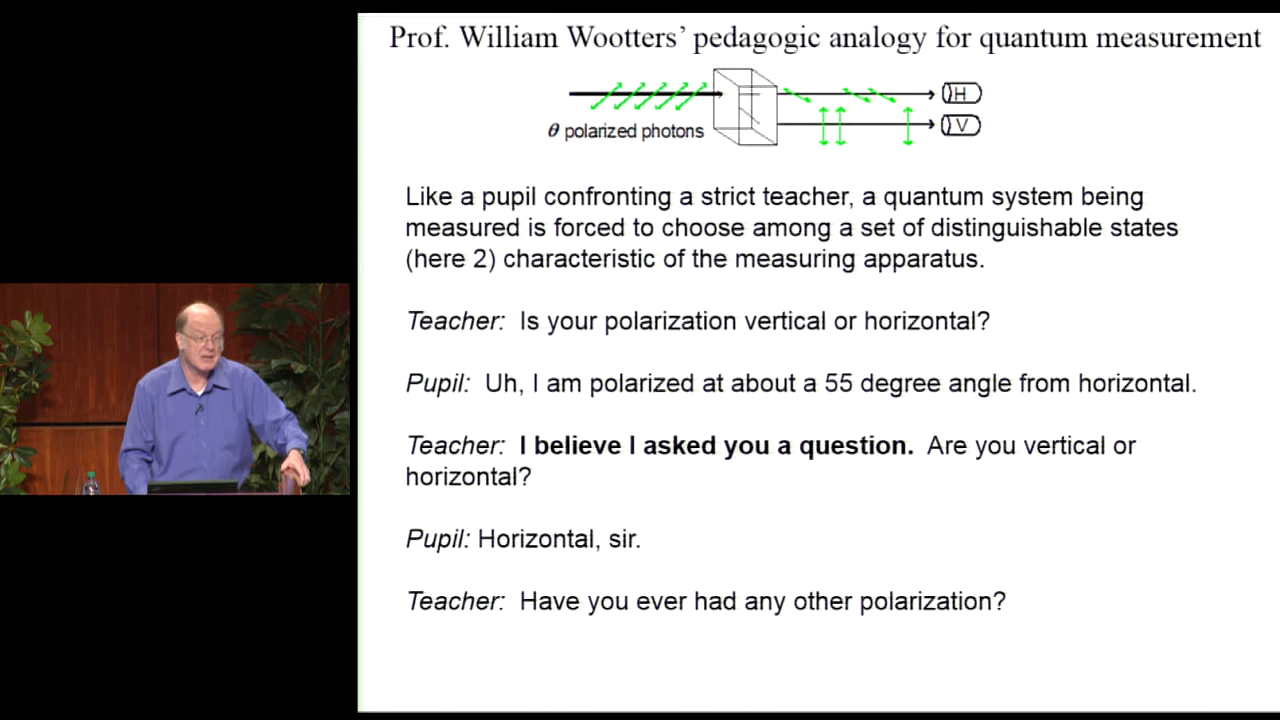 Prof. William Wootters’ pedagogic analogy for quantum measurement
H
θ polarized photons
V
Like a pupil confronting a strict teacher, a quantum system being
measured is forced to choose among a set of distinguishable states
(here 2) characteristic of the measuring apparatus.
Teacher: Is your polarization vertical or horizontal?
Pupil: Uh, I am polarized at about a 55 degree angle from horizontal.
Teacher: I believe I asked you a question. Are you vertical or
horizontal?
Pupil: Horizontal, sir.
Teacher: Have you ever had any other polarization?